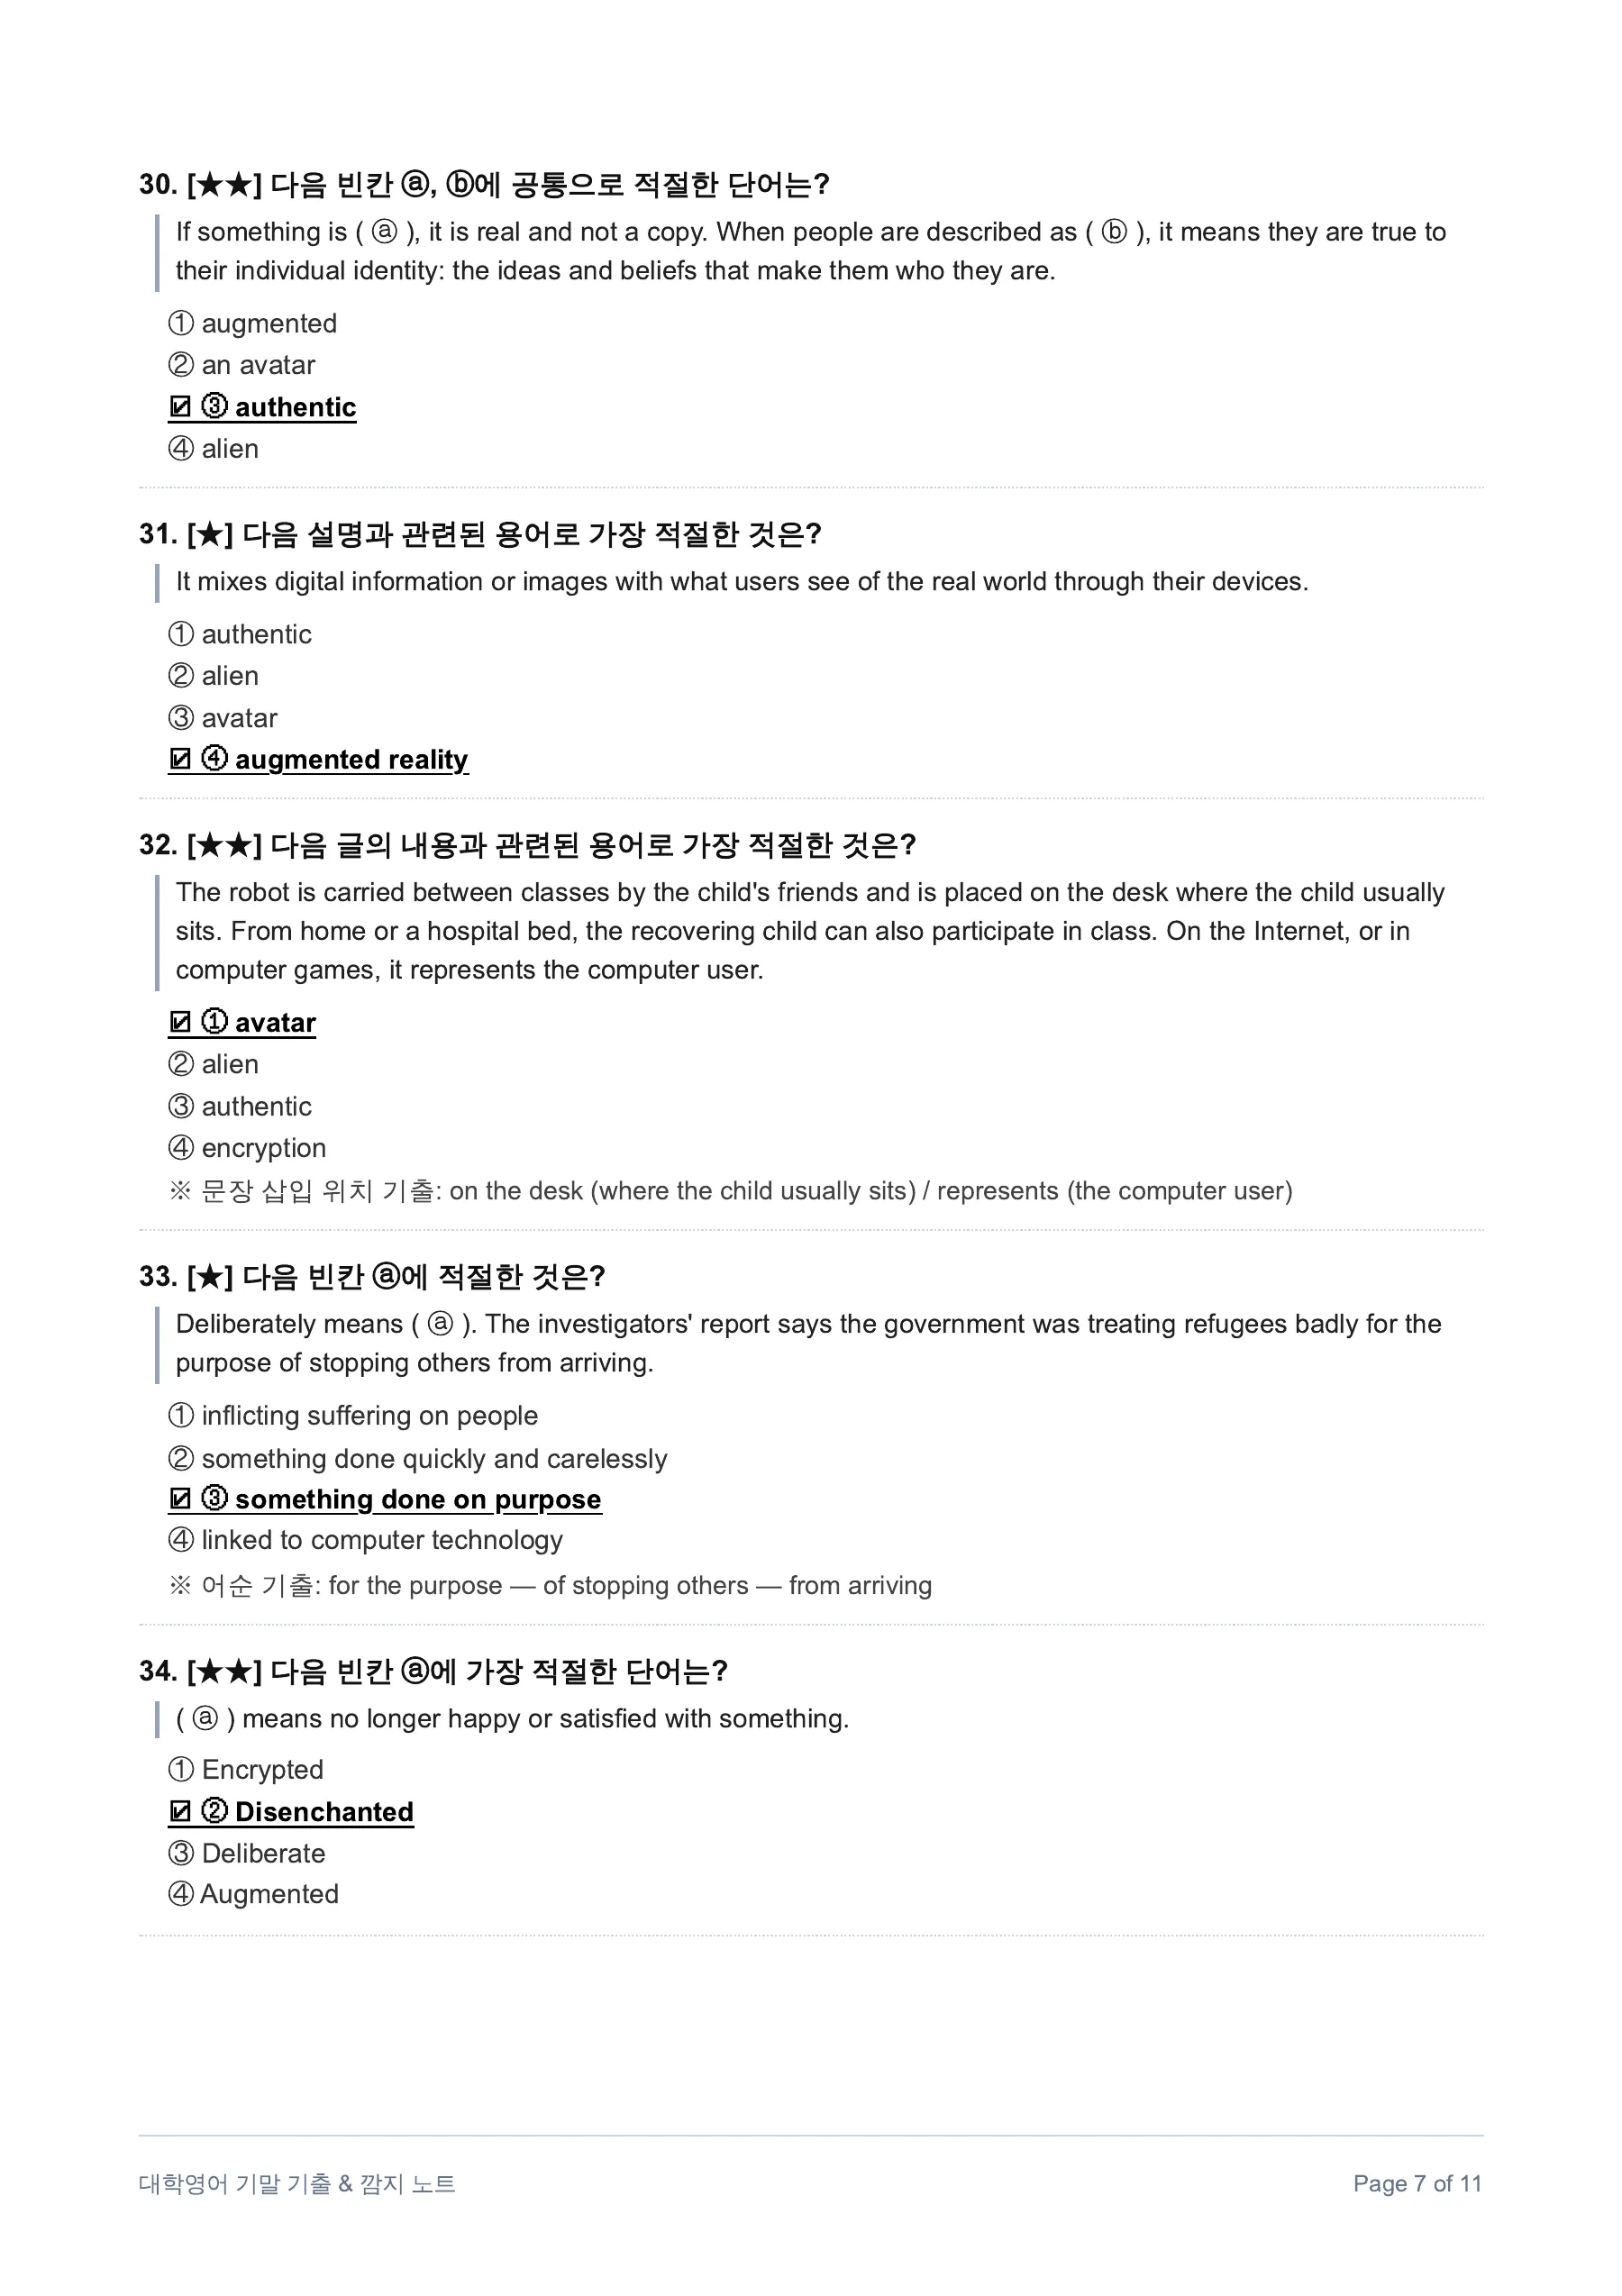 30. [★★] 다음 빈칸 ⓐ, ⓑ에 공통으로 적절한 단어는?
If something is ( ⓐ ), it is real and not a copy. When people are described as ( ⓑ ), it means they are true to
their individual identity: the ideas and beliefs that make them who they are.
① augmented
② an avatar
☑ ③ authentic
④ alien
31. [★] 다음 설명과 관련된 용어로 가장 적절한 것은?
It mixes digital information or images with what users see of the real world through their devices.
① authentic
② alien
③ avatar
☑ ④ augmented reality
32. [★★] 다음 글의 내용과 관련된 용어로 가장 적절한 것은?
The robot is carried between classes by the child's friends and is placed on the desk where the child usually
sits. From home or a hospital bed, the recovering child can also participate in class. On the Internet, or in
computer games, it represents the computer user.
☑ ① avatar
② alien
③ authentic
④ encryption
※ 문장 삽입 위치 기출: on the desk (where the child usually sits) / represents (the computer user)
33. [★] 다음 빈칸 ⓐ에 적절한 것은?
Deliberately means ( ⓐ ). The investigators' report says the government was treating refugees badly for the
purpose of stopping others from arriving.
① inflicting suffering on people
② something done quickly and carelessly
☑ ③ something done on purpose
④ linked to computer technology
※ 어순 기출: for the purpose — of stopping others — from arriving
34. [★★] 다음 빈칸 ⓐ에 가장 적절한 단어는?
( ⓐ ) means no longer happy or satisfied with something.
① Encrypted
☑ ② Disenchanted
③ Deliberate
④ Augmented
대학영어 기말 기출 & 깜지 노트
Page 7 of 11